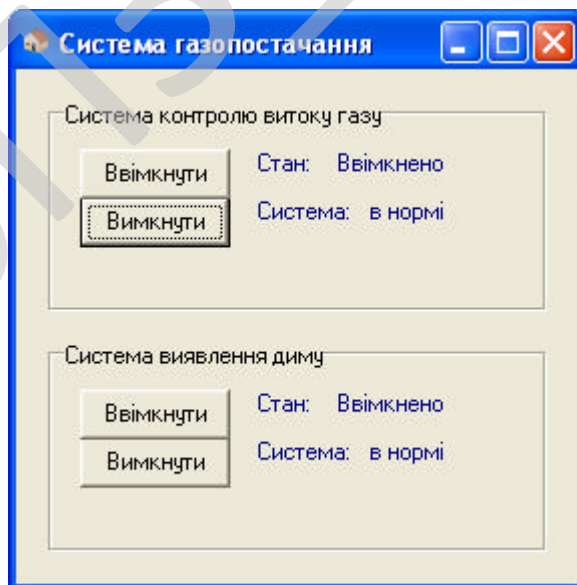 Система газопостачання
Система контролю витоку газу
Ввімкнути
Стан: Ввімкнено
Вимкнути
Система: в нормі
Система виявлення диму
Ввімкнути
Стан: Ввімкнено
Вимкнути
Система: в нормі